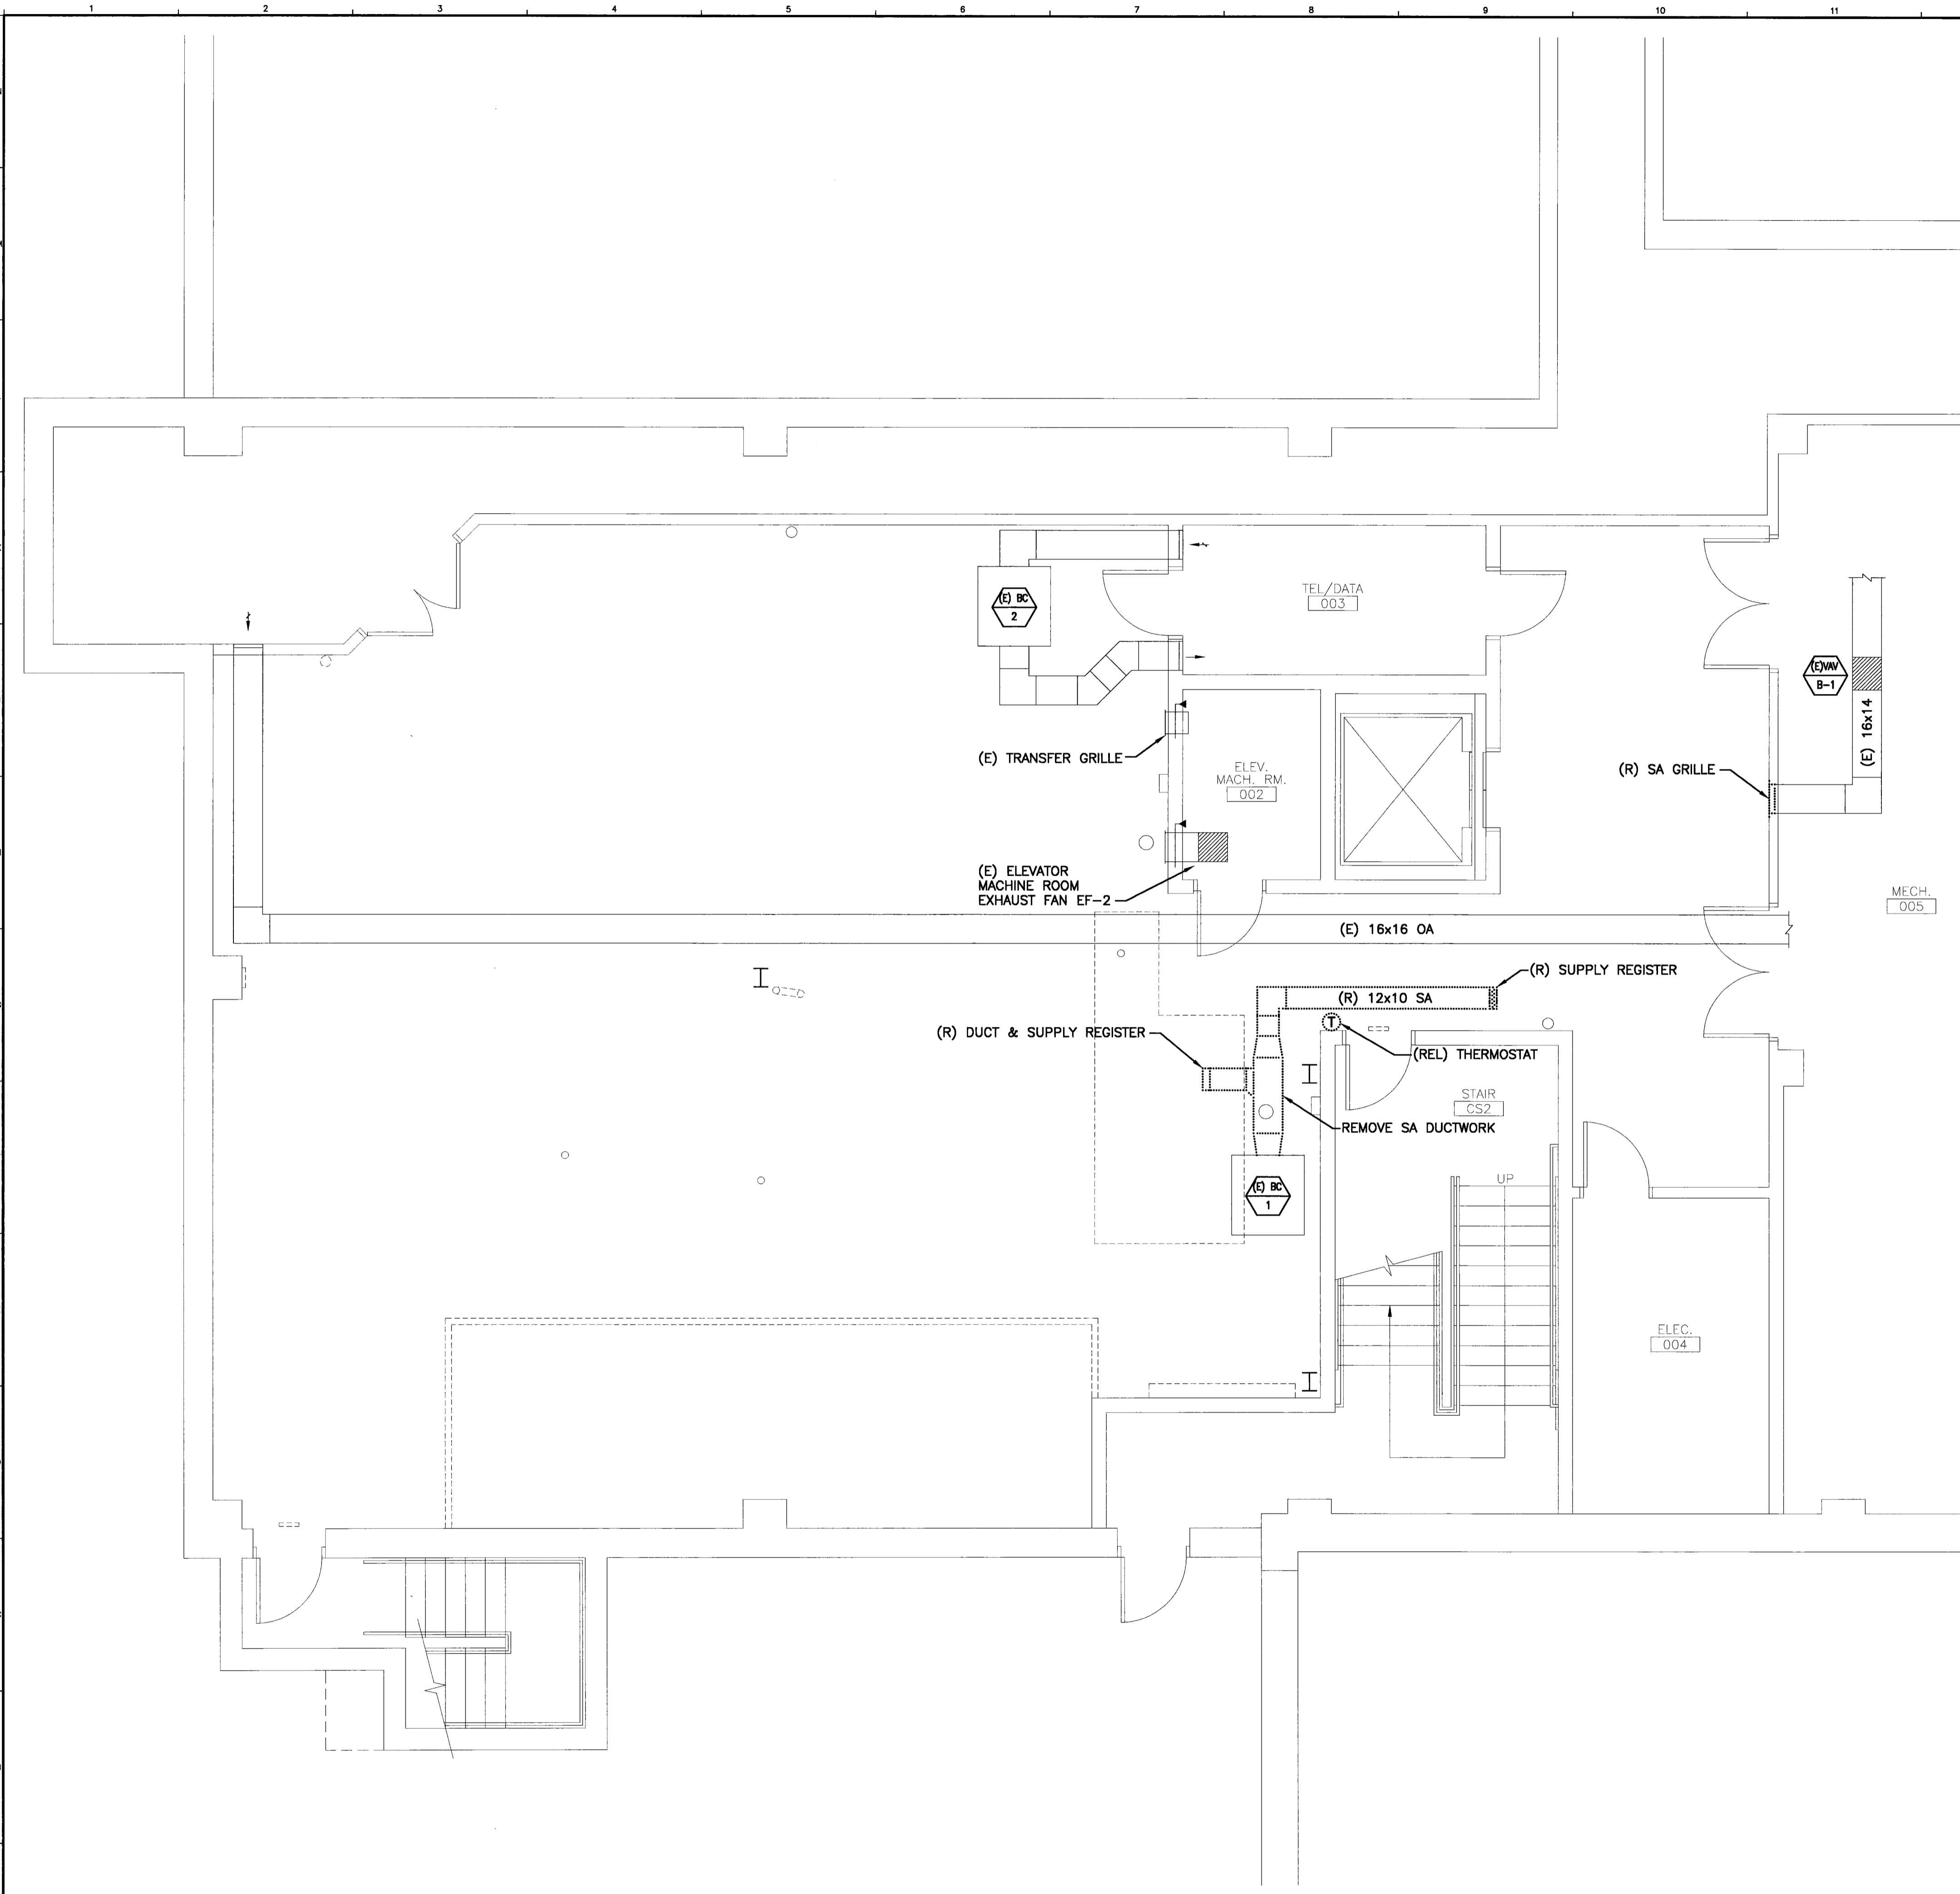 1 2 3 4 5 6 7 8 9 10 11
(E) BC
2
TEL/DATA
003
(E)VAV
B-1
(E) 16x14
(E) TRANSFER GRILLE
ELEV.
MACH. RM.
002
(R) SA GRILLE
(E) ELEVATOR
MACHINE ROOM
EXHAUST FAN EF-2
MECH.
005
(E) 16x16 OA
(R) SUPPLY REGISTER
(R) 12x10 SA
T
(R) DUCT & SUPPLY REGISTER
(REL) THERMOSTAT
STAIR
CS2
REMOVE SA DUCTWORK
UP
(E) BC
1
ELEC.
004